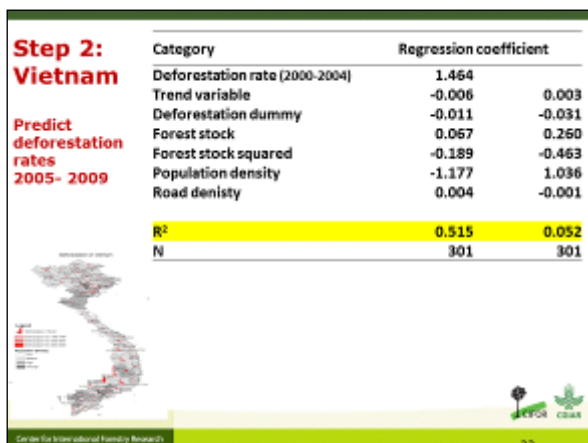 Step 2:
Vietnam
Predict
deforestation
rates
2005- 2009
Category Regression coefficient
Deforestation rate (2000-2004) 1.464
Trend variable -0.006 0.003
Deforestation dummy -0.011 -0.031
Forest stock 0.067 0.260
Forest stock squared -0.189 -0.463
Population density -1.177 1.036
Road denisty 0.004 -0.001
R² 0.515 0.052
N 301 301
CIFOR CGIAR
Center for International Forestry Research